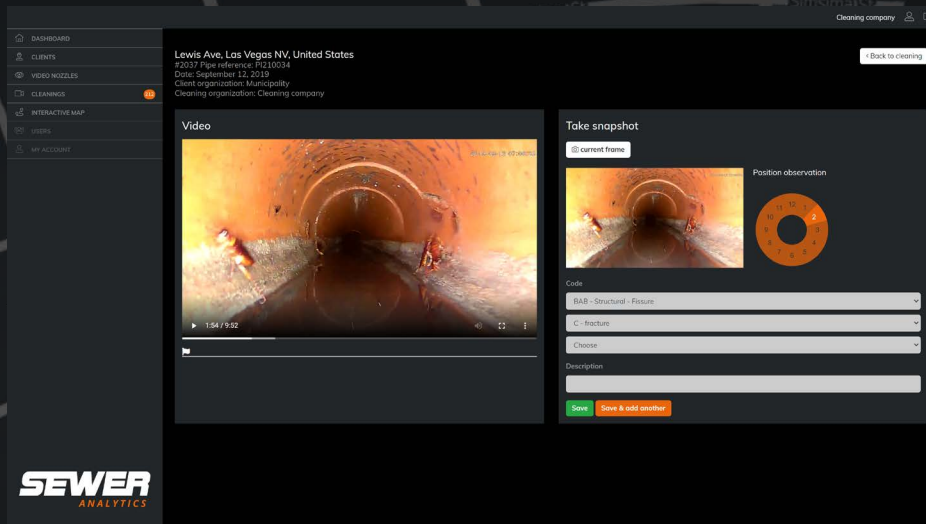 Cleaning company
DASHBOARD
CLIENTS
VIDEO NOZZLES
CLEANINGS 112
INTERACTIVE MAP
USERS
MY ACCOUNT
Lewis Ave, Las Vegas NV, United States
#2037 Pipe reference: PI210034
Date: September 12, 2019
Client organization: Municipality
Cleaning organization: Cleaning company
< Back to cleaning
Video
1:54 / 9:52
Take snapshot
current frame
Position observation
12
1
2
3
4
5
6
7
8
9
10
11
Code
BAB - Structural - Fissure
C - fracture
Choose
Description
Save
Save & add another
SEWER
ANALYTICS